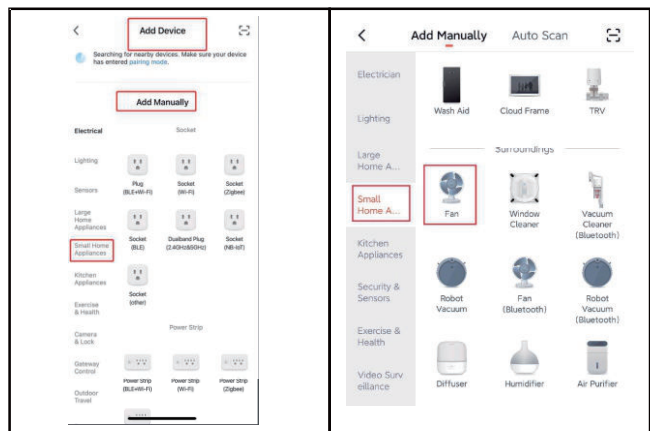 Add Device
Searching for nearby devices. Make sure your device
has entered pairing mode.
Add Manually
Electrical
Socket
Lighting
Sensors
Large
Home
Appliances
Small Home
Appliances
Kitchen
Appliances
Exercise
& Health
Camera
& Lock
Gateway
Control
Outdoor
Travel
Plug
(BLE+Wi-Fi)
Socket
(Wi-Fi)
Socket
(Zigbee)
Socket
(BLE)
Dualband Plug
(2.4GHz&5GHz)
Socket
(NB-IoT)
Socket
(other)
Power Strip
Power Strip
(BLE+Wi-Fi)
Power Strip
(Wi-Fi)
Power Strip
(Zigbee)
Add Manually
Auto Scan
Electrician
Lighting
Large
Home A...
Small
Home A...
Kitchen
Appliances
Security &
Sensors
Exercise &
Health
Video Surv
eillance
Wash Aid
Cloud Frame
TRV
Surroundings
Fan
Window
Cleaner
Vacuum
Cleaner
(Bluetooth)
Robot
Vacuum
Fan
(Bluetooth)
Robot
Vacuum
(Bluetooth)
Diffuser
Humidifier
Air Purifier